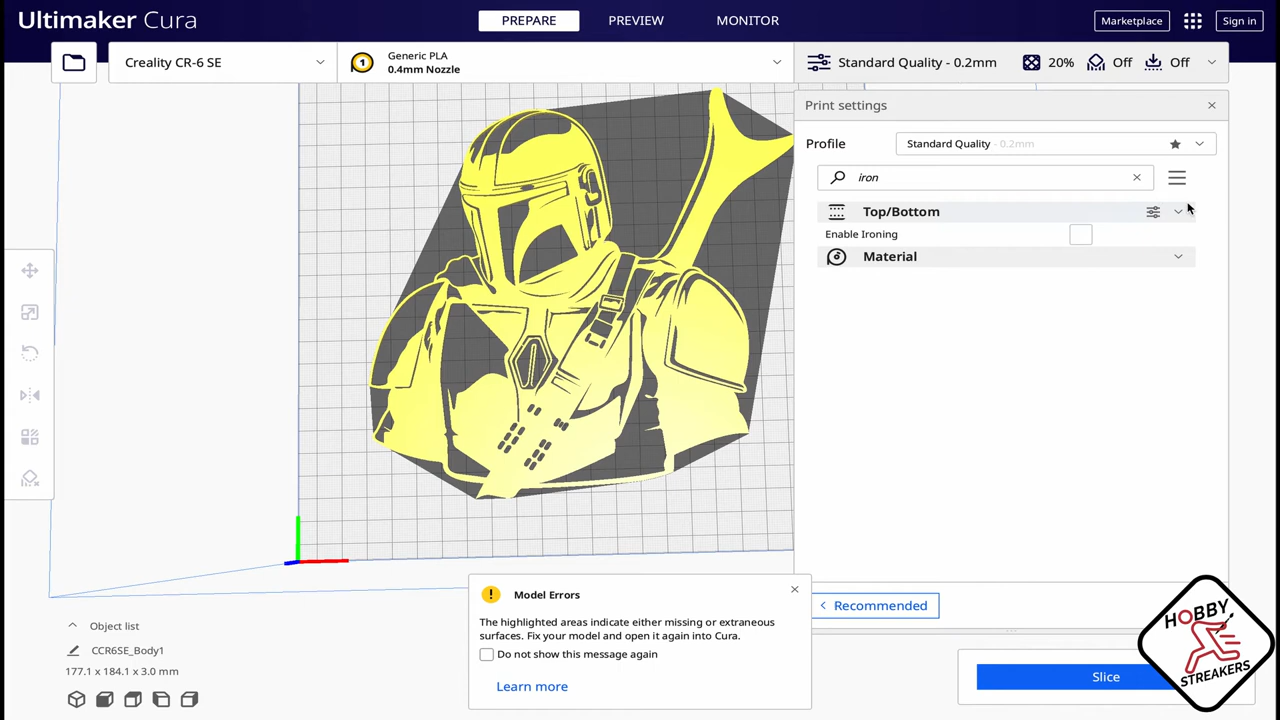 Ultimaker Cura
PREPARE
PREVIEW
MONITOR
Marketplace
Sign in
Creality CR-6 SE
1
Generic PLA
0.4mm Nozzle
Standard Quality - 0.2mm
20%
Off
Off
Print settings
Profile
Standard Quality - 0.2mm
iron
Top/Bottom
Enable Ironing
Material
Model Errors
The highlighted areas indicate either missing or extraneous
surfaces. Fix your model and open it again into Cura.
Do not show this message again
Learn more
Recommended
Object list
CCR6SE_Body1
177.1 x 184.1 x 3.0 mm
Slice
HOBBY
STREAKERS